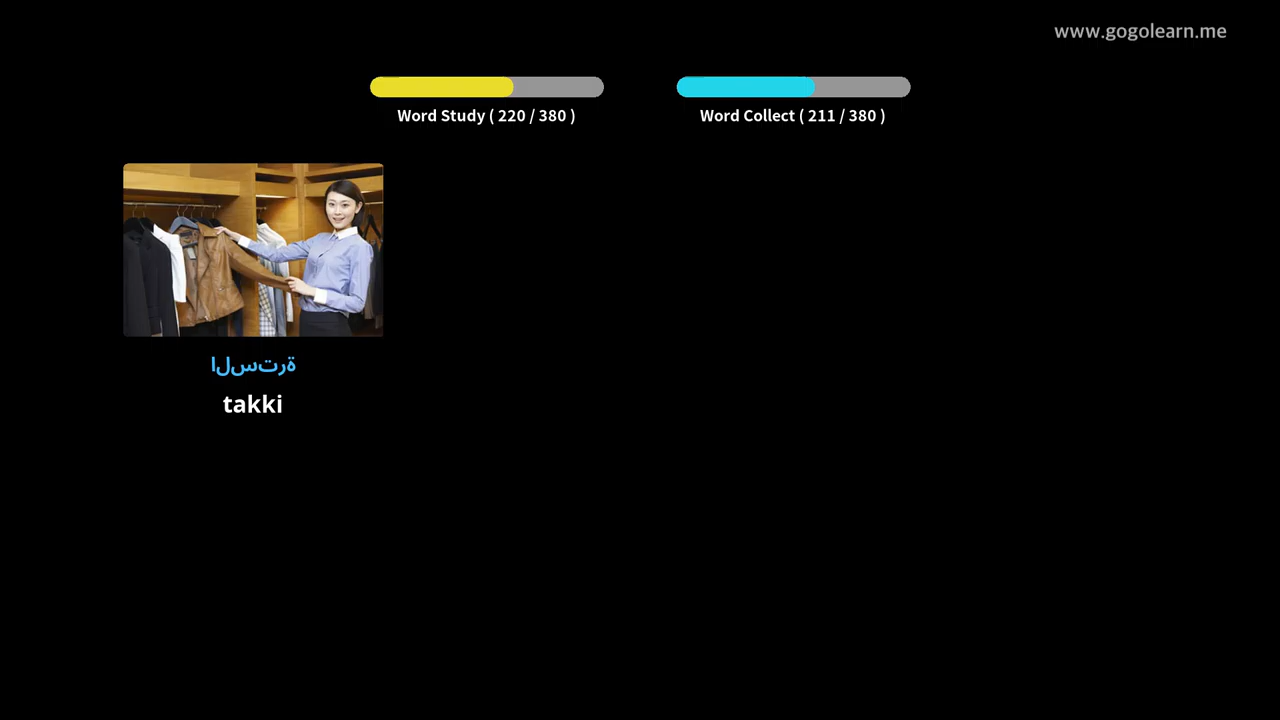 www.gogolearn.me
Word Study ( 220 / 380 )
Word Collect ( 211 / 380 )
السترة
takki